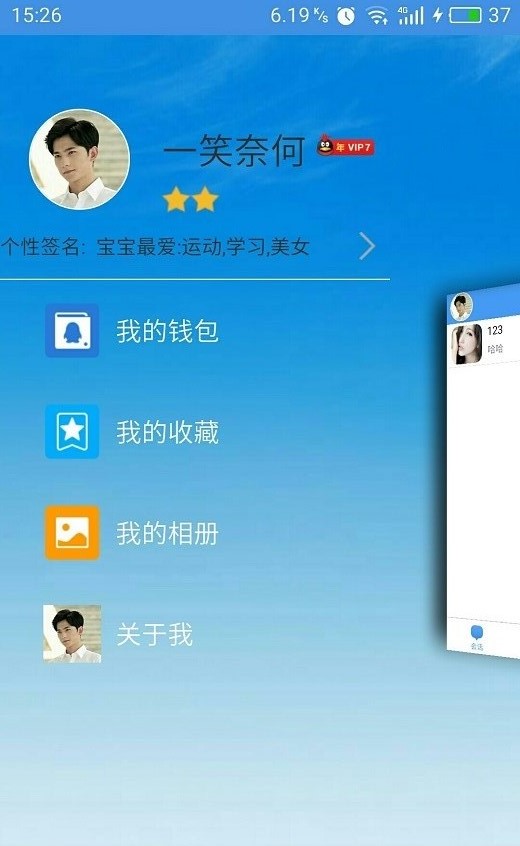 15:26 6.19 K/s 4G 37
一笑奈何 年 VIP7
个性签名: 宝宝最爱:运动,学习,美女
我的钱包
我的收藏
我的相册
关于我
123
哈哈
会话